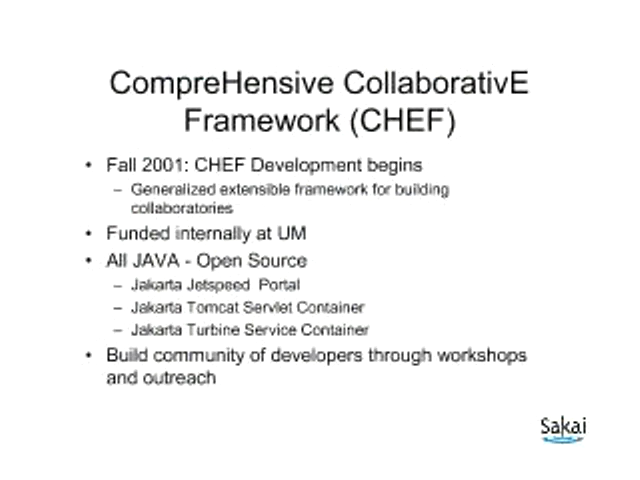 CompreHensive CollaborativE
Framework (CHEF)
• Fall 2001: CHEF Development begins
– Generalized extensible framework for building
collaboratories
• Funded internally at UM
• All JAVA - Open Source
– Jakarta Jetspeed Portal
– Jakarta Tomcat Servlet Container
– Jakarta Turbine Service Container
• Build community of developers through workshops
and outreach
Sakai